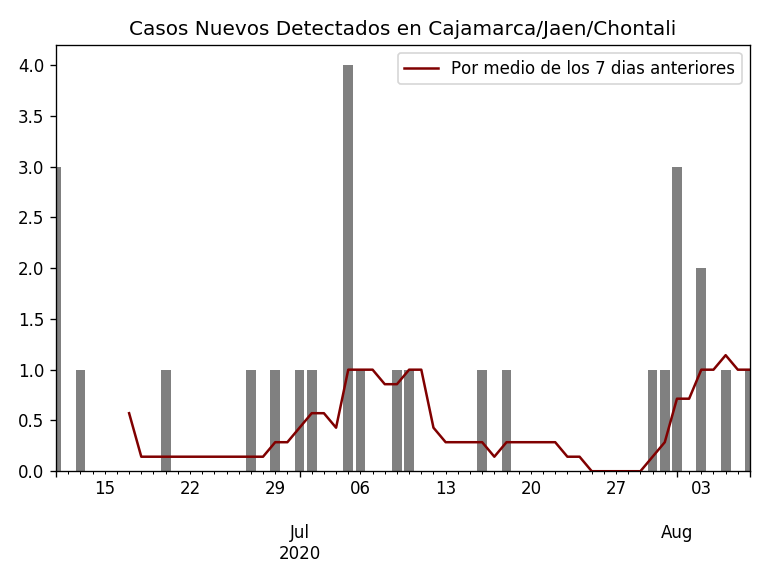 Casos Nuevos Detectados en Cajamarca/Jaen/Chontali
Por medio de los 7 dias anteriores
4.0
3.5
3.0
2.5
2.0
1.5
1.0
0.5
0.0
15 22 29 06 13 20 27 03
Jul Aug
2020